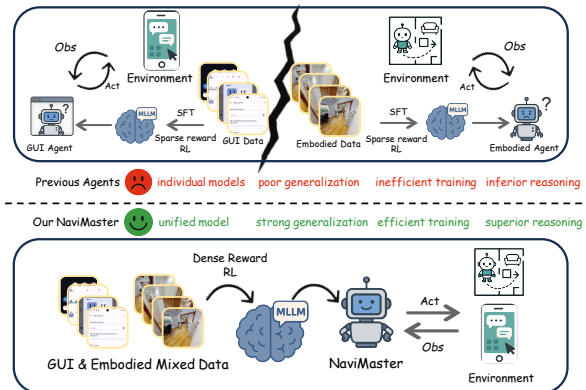 Obs
Act
Environment
?
GUI Agent
MLLM
SFT
Sparse reward
RL
GUI Data
Embodied Data
SFT
Sparse reward
RL
MLLM
Environment
Obs
Act
?
Embodied Agent
Previous Agents individual models poor generalization inefficient training inferior reasoning
Our NaviMaster unified model strong generalization efficient training superior reasoning
Dense Reward
RL
GUI & Embodied Mixed Data
MLLM
NaviMaster
Act
Obs
Environment